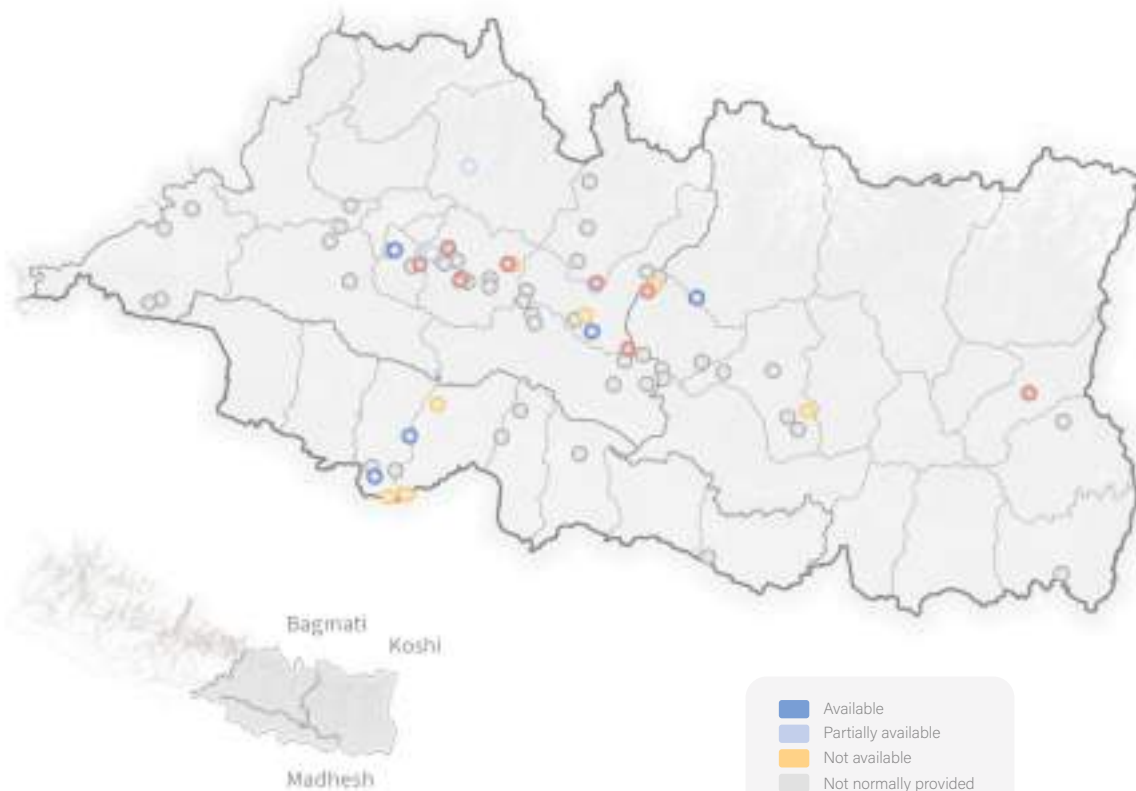 Bagmati
Koshi
Madhesh
Available
Partially available
Not available
Not normally provided